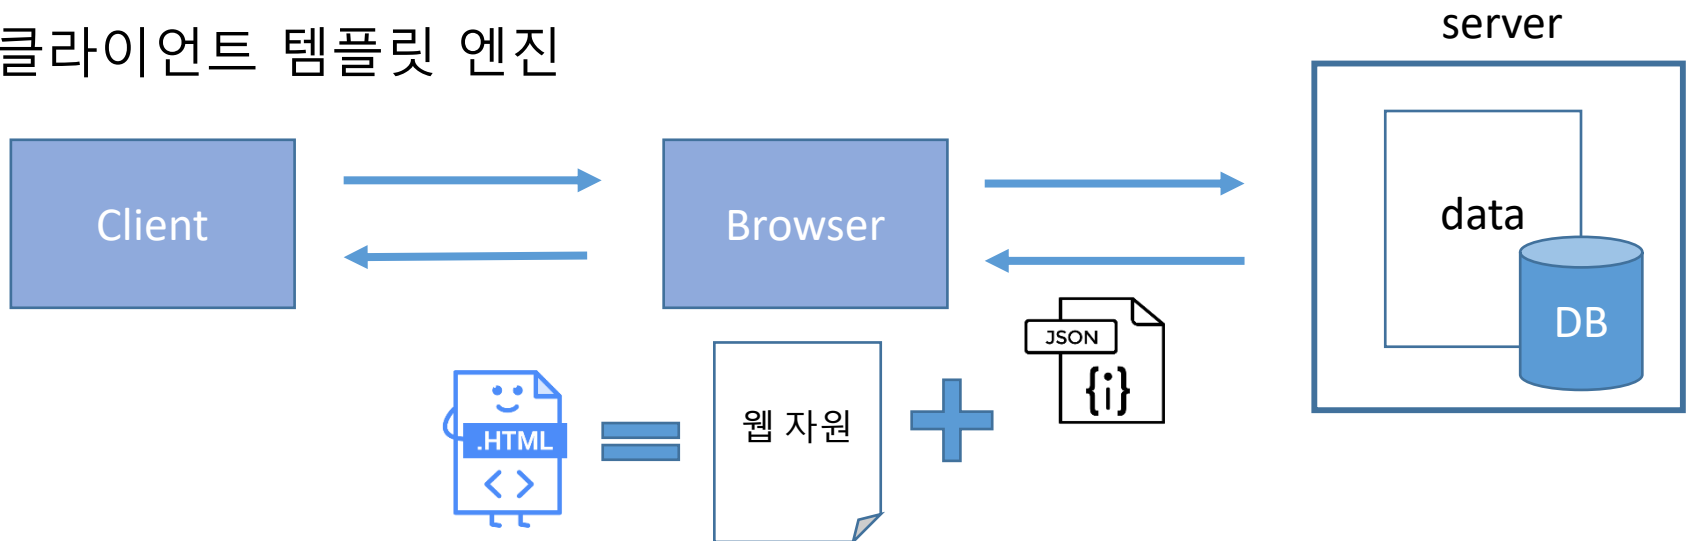 클라이언트 템플릿 엔진
server
Client
Browser
data
DB
JSON
{i}
.HTML
< >
웹 자원